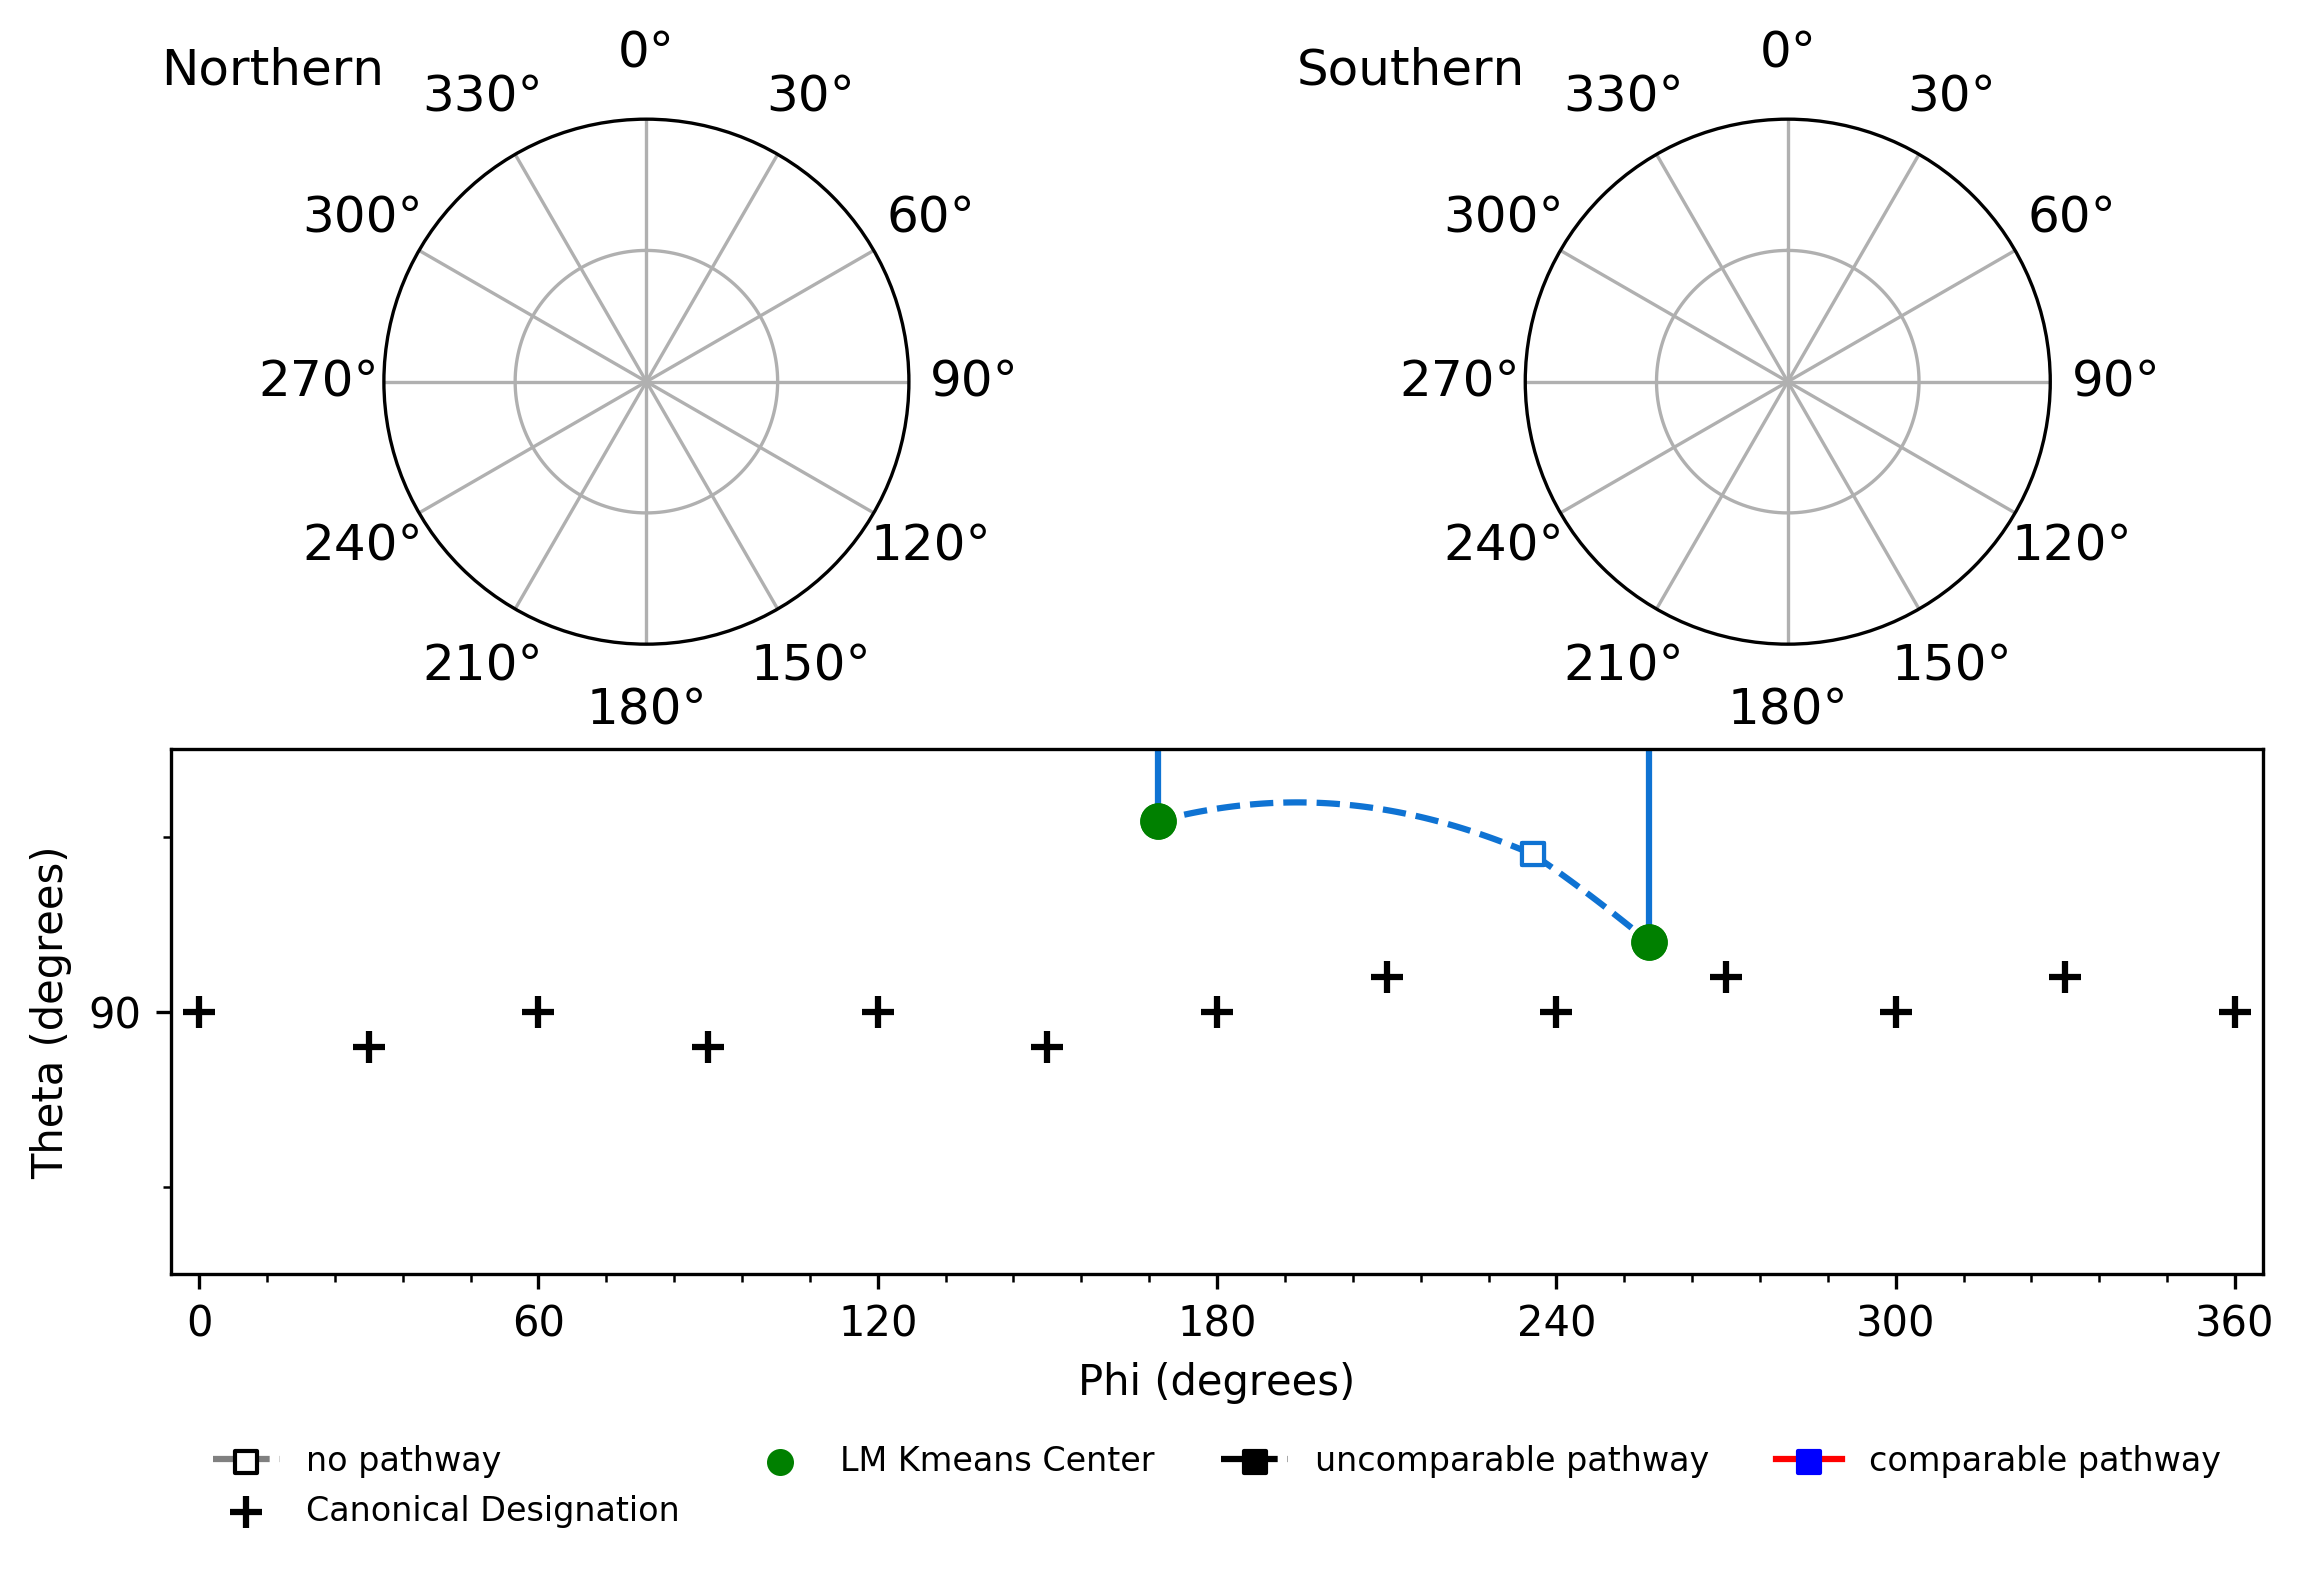 Northern
0°
30°
60°
90°
120°
150°
180°
210°
240°
270°
300°
330°
Southern
0°
30°
60°
90°
120°
150°
180°
210°
240°
270°
300°
330°
Theta (degrees)
90
0 60 120 180 240 300 360
Phi (degrees)
no pathway
Canonical Designation
LM Kmeans Center
uncomparable pathway
comparable pathway